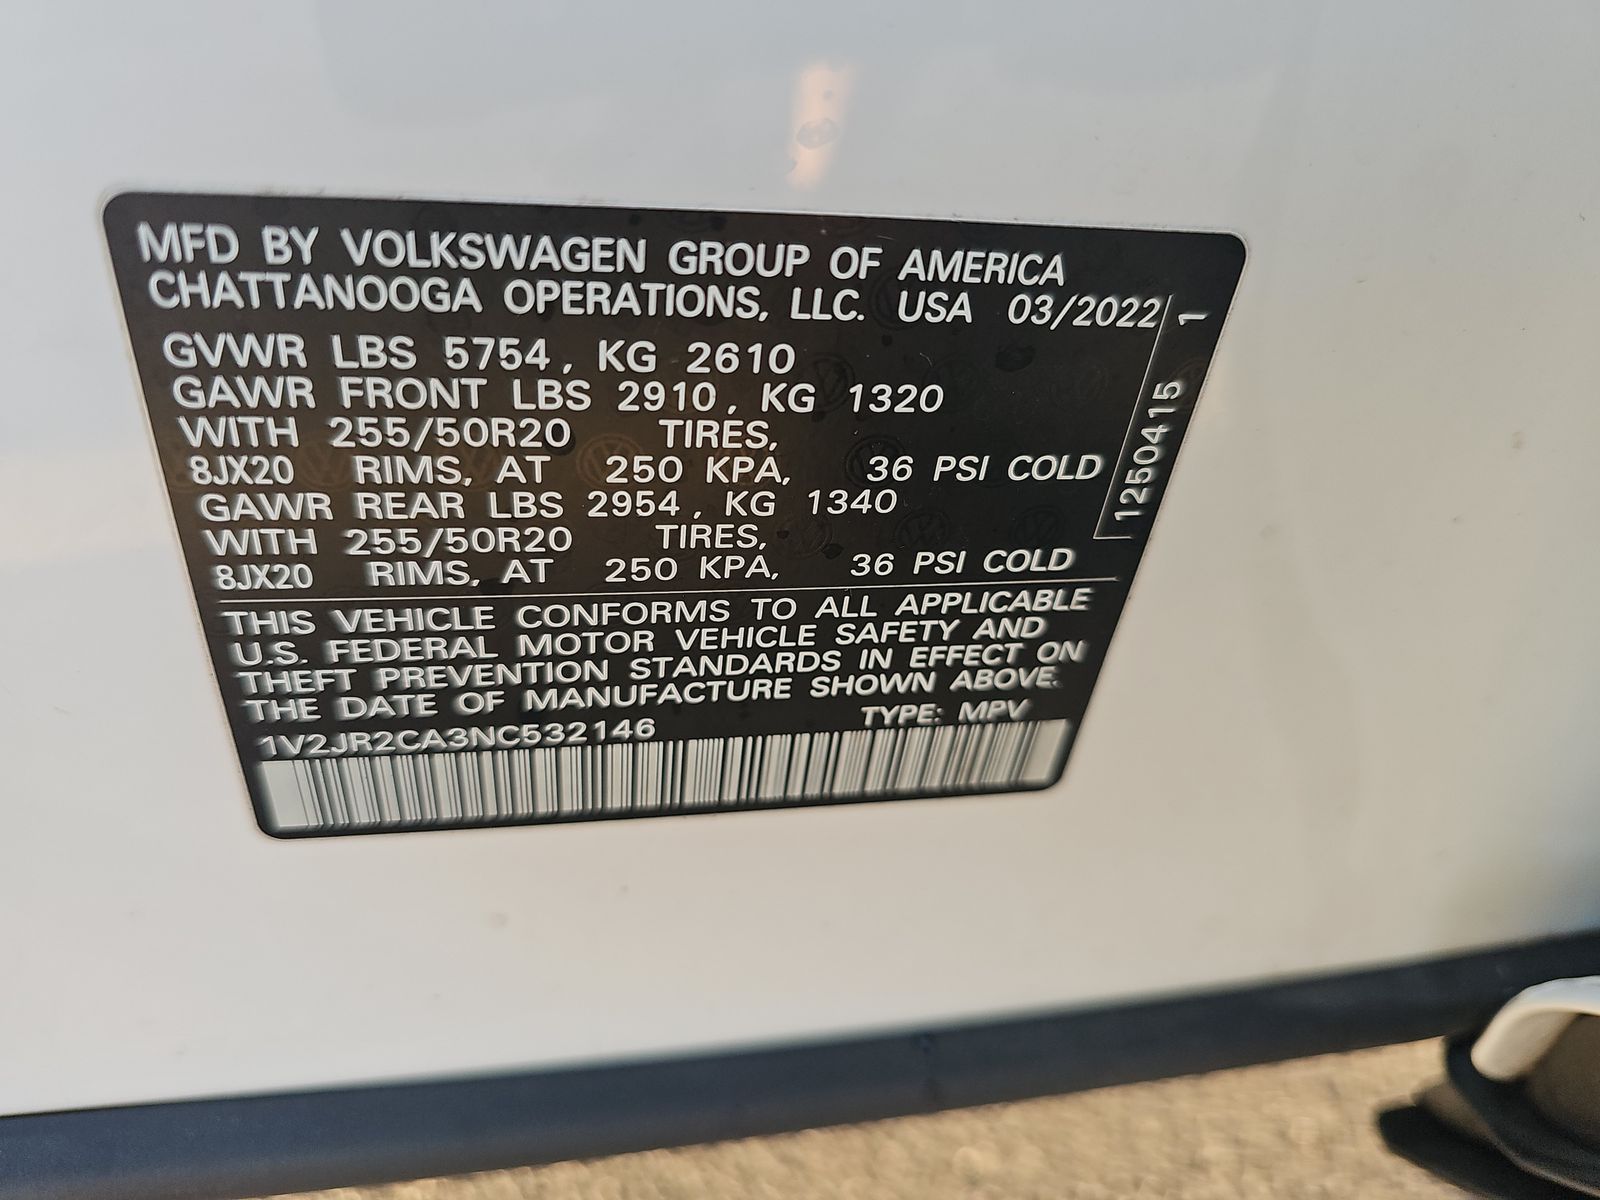 MFD BY VOLKSWAGEN GROUP OF AMERICA
CHATTANOOGA OPERATIONS, LLC. USA 03/2022
GVWR LBS 5754, KG 2610
GAWR FRONT LBS 2910, KG 1320
WITH 255/50R20 TIRES,
8JX20 RIMS, AT 250 KPA, 36 PSI COLD
GAWR REAR LBS 2954, KG 1340
WITH 255/50R20 TIRES,
8JX20 RIMS, AT 250 KPA, 36 PSI COLD
12504151 1
THIS VEHICLE CONFORMS TO ALL APPLICABLE
U.S. FEDERAL MOTOR VEHICLE SAFETY AND
THEFT PREVENTION STANDARDS IN EFFECT ON
THE DATE OF MANUFACTURE SHOWN ABOVE.
TYPE: MPV
1V2JR2CA3NC532146